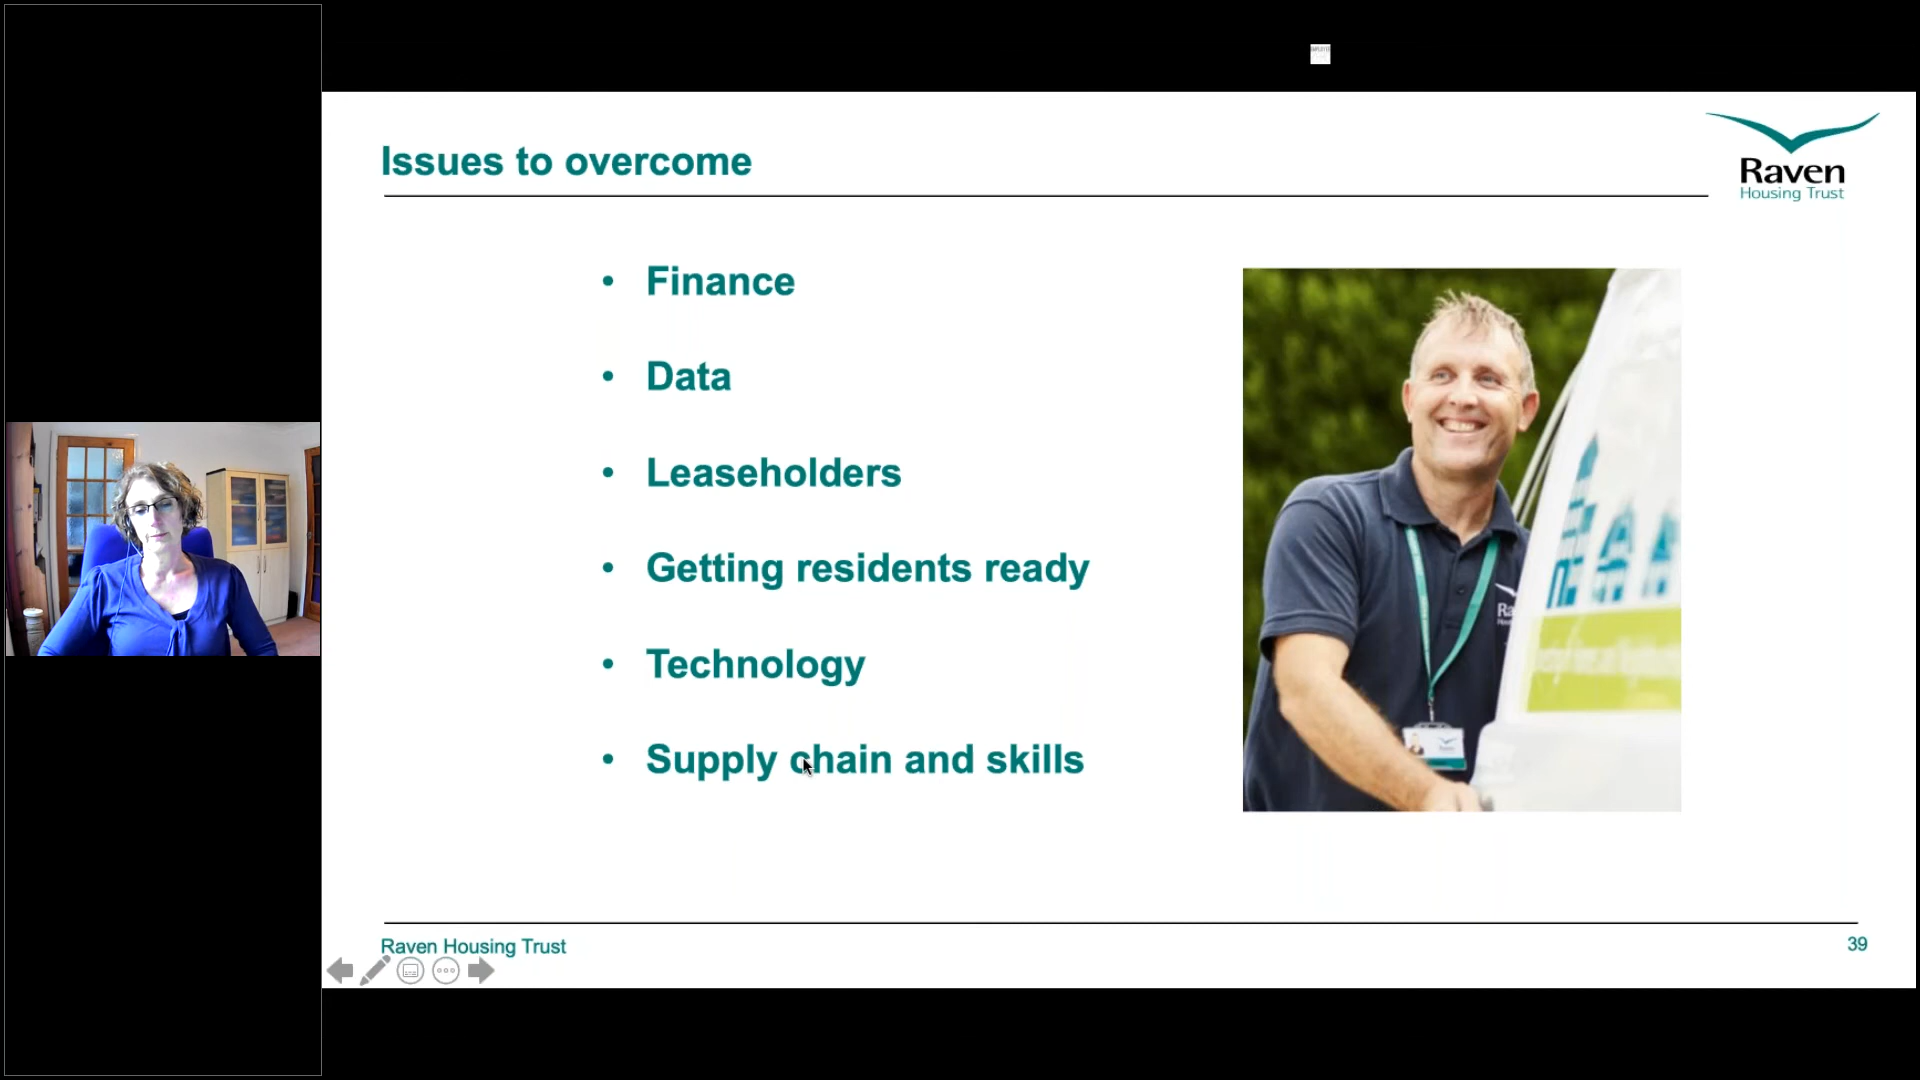 Issues to overcome
Raven
Housing Trust
• Finance
• Data
• Leaseholders
• Getting residents ready
• Technology
• Supply chain and skills
Raven Housing Trust
39